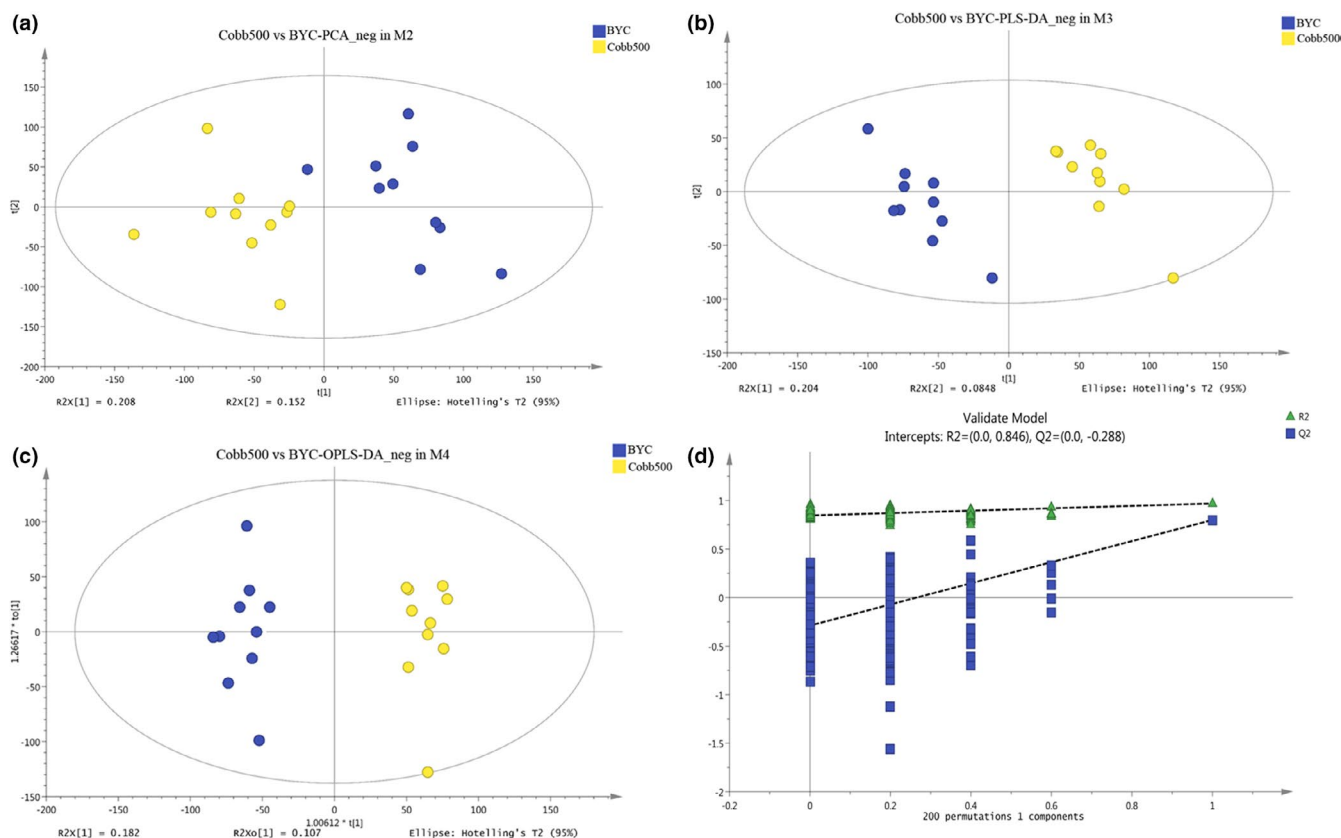 (a)
Cobb500 vs BYC-PCA_neg in M2
BYC
Cobb500
t[2]
150
100
50
0
-50
-100
-150
-200
-200
-150
-100
-50
0
50
100
150
t[1]
R2X[1] = 0.208
R2X[2] = 0.152
Ellipse: Hotelling's T2 (95%)
(b)
Cobb500 vs BYC-PLS-DA_neg in M3
BYC
Cobb500
t[2]
100
50
0
-50
-100
-150
-200
-150
-100
-50
0
50
100
150
t[1]
R2X[1] = 0.204
R2X[2] = 0.0848
Ellipse: Hotelling's T2 (95%)
(c)
Cobb500 vs BYC-OPLS-DA_neg in M4
BYC
Cobb500
1.26617 * to[1]
100
50
0
-50
-100
-150
-200
-150
-100
-50
0
50
100
150
200
1.00612 * t[1]
R2X[1] = 0.182
R2Xo[1] = 0.107
Ellipse: Hotelling's T2 (95%)
(d)
Validate Model
Intercepts: R2=(0.0, 0.846), Q2=(0.0, -0.288)
R2
Q2
1.5
1
0.5
0
-0.5
-1
-1.5
-2
-0.2
0
0.2
0.4
0.6
0.8
1
200 permutations 1 components